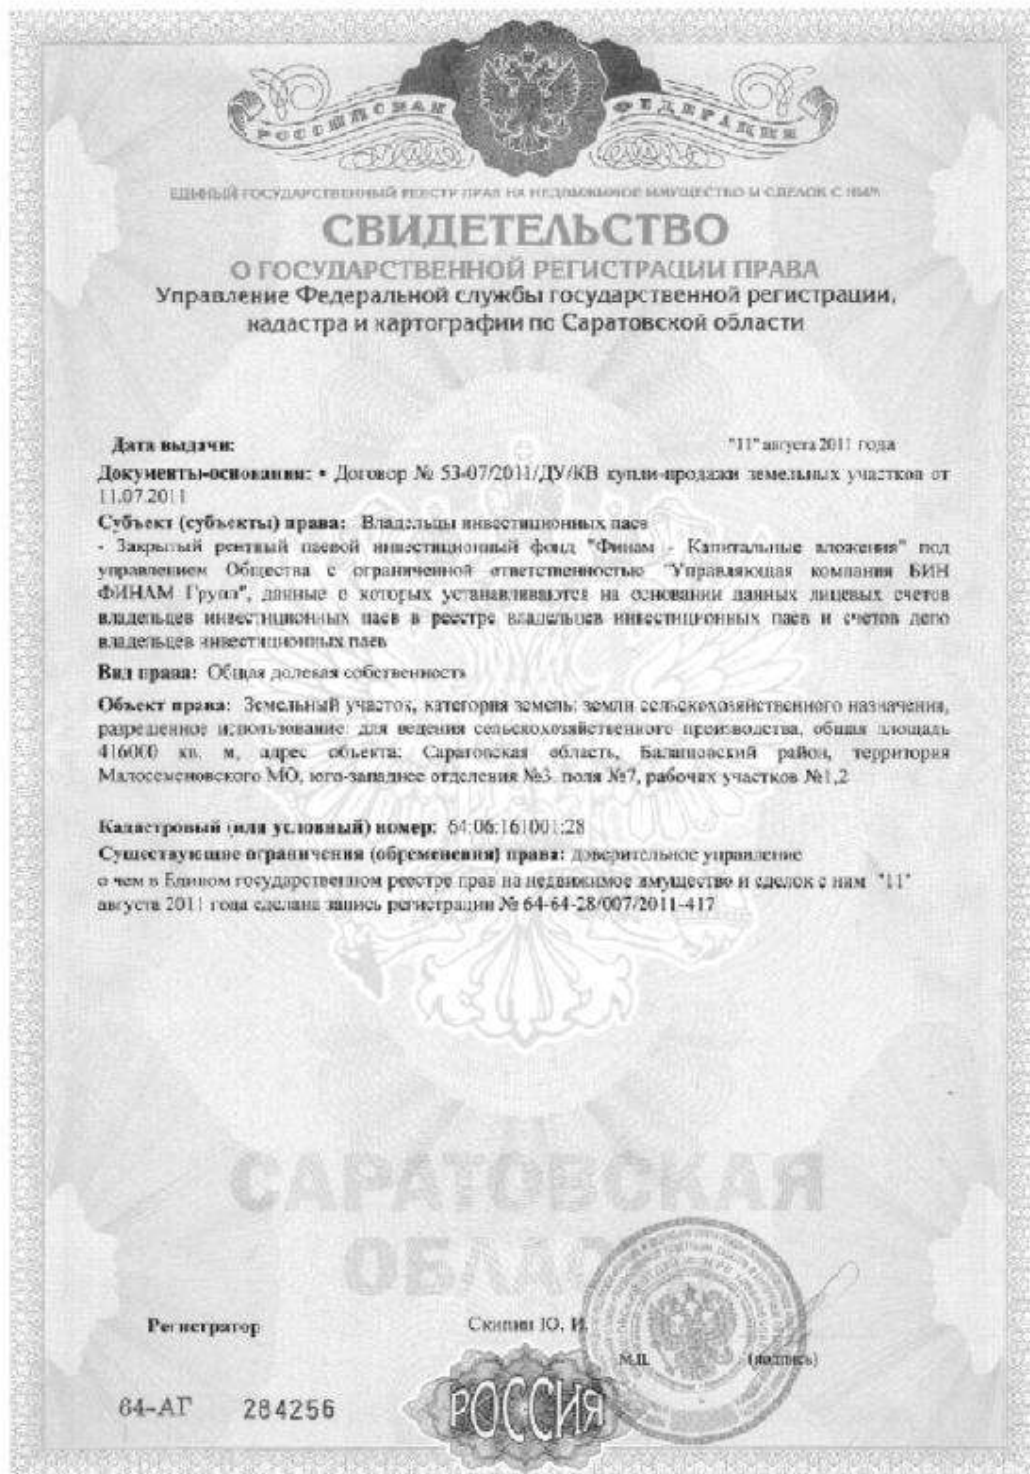 РОССИЙСКАЯ ФЕДЕРАЦИЯ
ЕДИНЫЙ ГОСУДАРСТВЕННЫЙ РЕЕСТР ПРАВ НА НЕДВИЖИМОЕ ИМУЩЕСТВО И СДЕЛОК С НИМ
СВИДЕТЕЛЬСТВО
О ГОСУДАРСТВЕННОЙ РЕГИСТРАЦИИ ПРАВА
Управление Федеральной службы государственной регистрации,
кадастра и картографии по Саратовской области
Дата выдачи: "11" августа 2011 года
Документы-основания: • Договор № 53-07/2011/ДУ/КВ купли-продажи земельных участков от
11.07.2011
Субъект (субъекты) права: Владельцы инвестиционных паев
- Закрытый рентный паевой инвестиционный фонд "Финам - Капитальные вложения" под
управлением Общества с ограниченной ответственностью "Управляющая компания БИН
ФИНАМ Групп", данные о которых устанавливаются на основании данных лицевых счетов
владельцев инвестиционных паев в реестре владельцев инвестиционных паев и счетов депо
владельцев инвестиционных паев
Вид права: Общая долевая собственность
Объект права: Земельный участок, категория земель: земли сельскохозяйственного назначения,
разрешенное использование: для ведения сельскохозяйственного производства, общая площадь
416000 кв. м, адрес объекта: Саратовская область, Балашовский район, территория
Малосеменовского МО, юго-западнее отделения №3, поля №7, рабочих участков №1,2
Кадастровый (или условный) номер: 64:06:161001:28
Существующие ограничения (обременения) права: доверительное управление
о чем в Едином государственном реестре прав на недвижимое имущество и сделок с ним "11"
августа 2011 года сделана запись регистрации № 64-64-28/007/2011-417
САРАТОВСКАЯ
Регистратор Скипин Ю. И.
М.П. (подпись)
64-АГ 284256
РОССИЯ